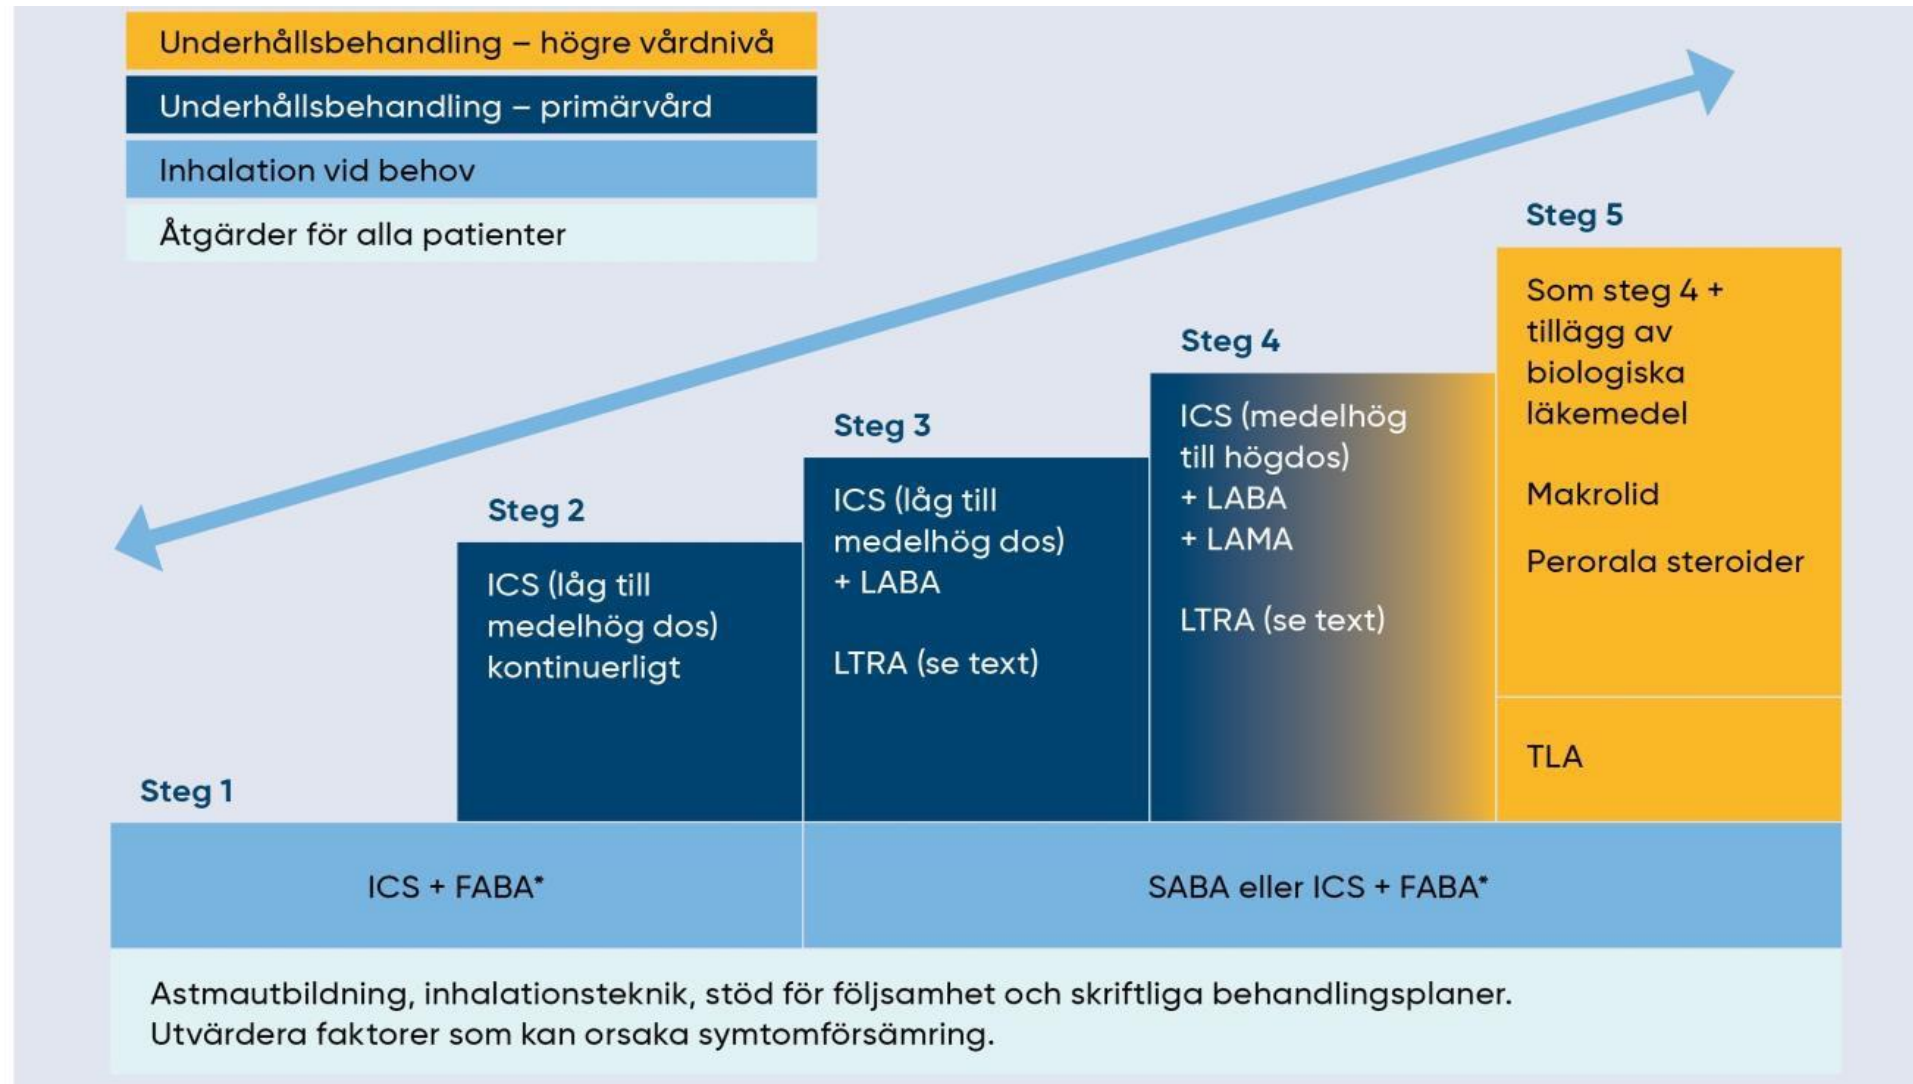 Underhållsbehandling – högre vårdnivå
Underhållsbehandling – primärvård
Inhalation vid behov
Åtgärder för alla patienter
Steg 1
Steg 2
ICS (låg till
medelhög dos)
kontinuerligt
Steg 3
ICS (låg till
medelhög dos)
+ LABA
LTRA (se text)
Steg 4
ICS (medelhög
till högdos)
+ LABA
+ LAMA
LTRA (se text)
Steg 5
Som steg 4 +
tillägg av
biologiska
läkemedel
Makrolid
Perorala steroider
TLA
ICS + FABA*
SABA eller ICS + FABA*
Astmautbildning, inhalationsteknik, stöd för följsamhet och skriftliga behandlingsplaner.
Utvärdera faktorer som kan orsaka symtomförsämring.